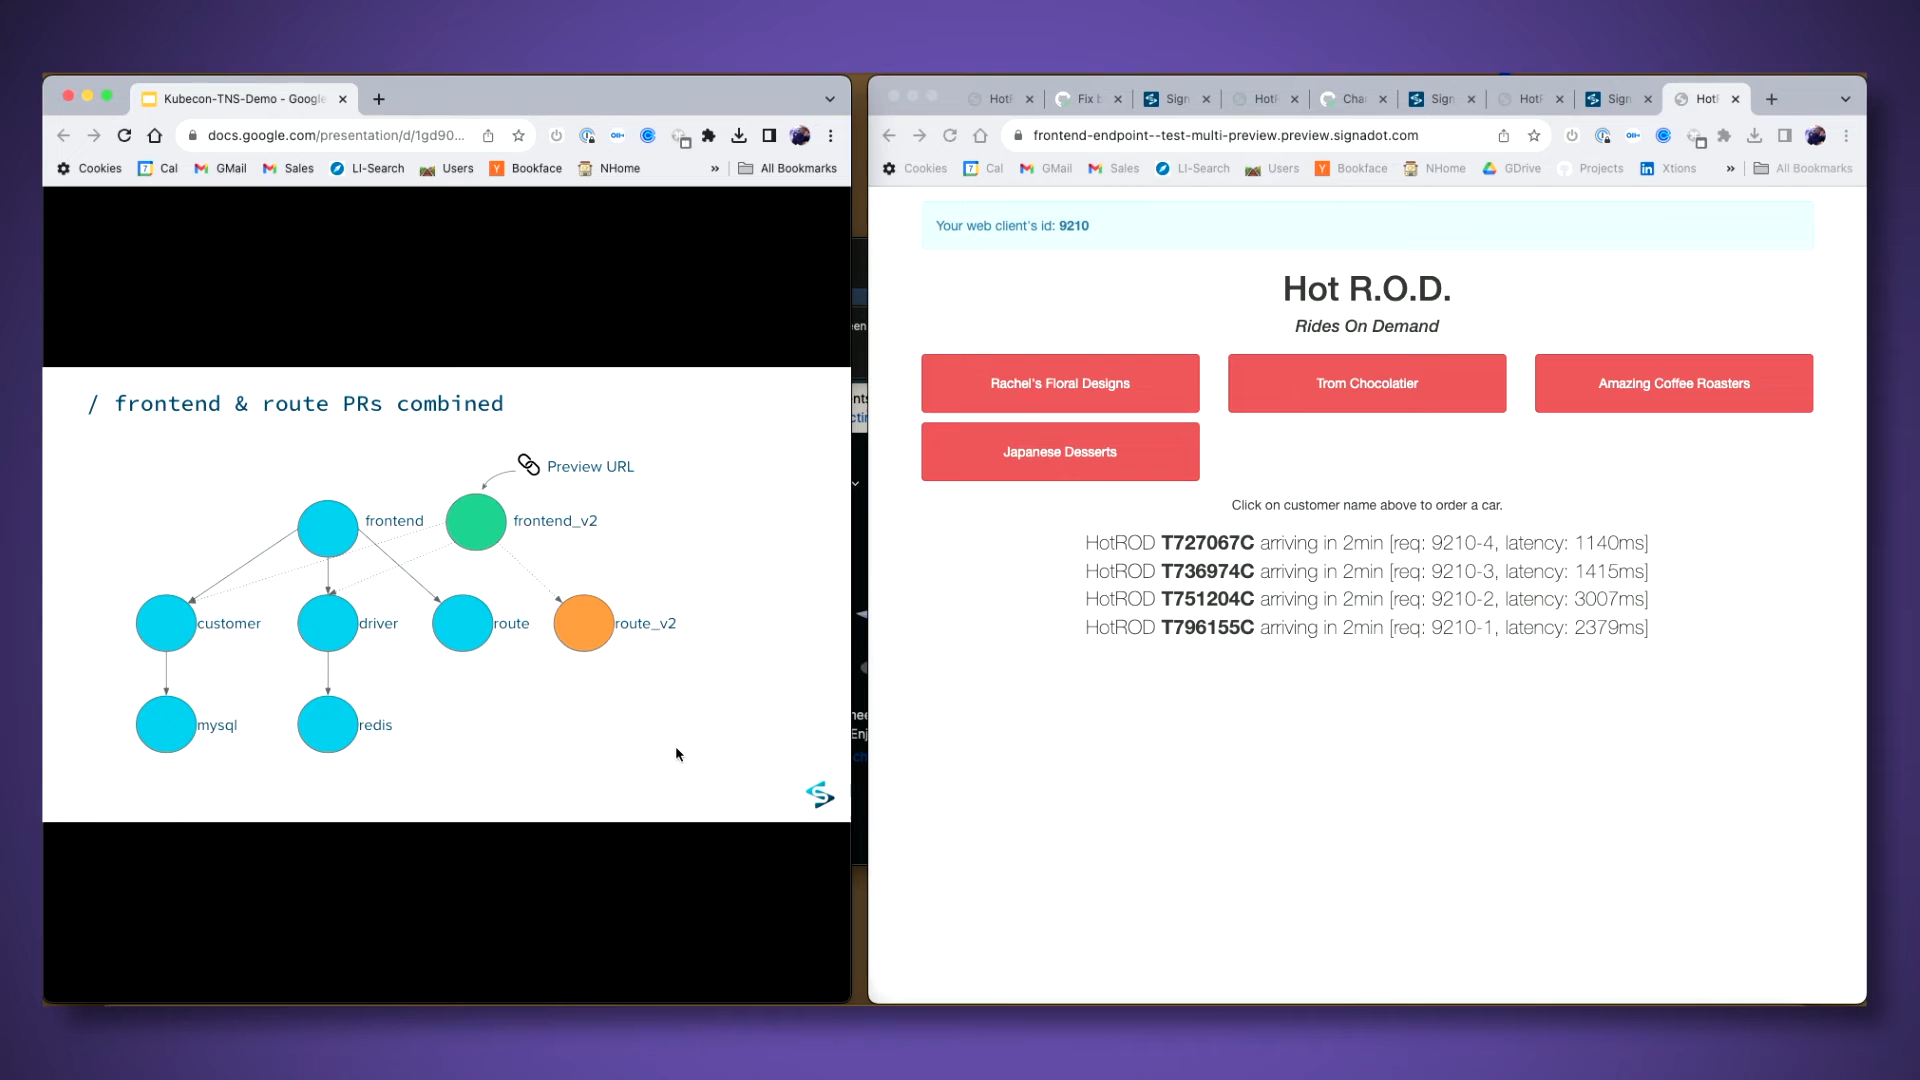 Kubecon-TNS-Demo - Google
docs.google.com/presentation/d/1gd90...
Cookies
Cal
GMail
Sales
LI-Search
Users
Bookface
NHome
»
All Bookmarks
/ frontend & route PRs combined
Preview URL
frontend
frontend_v2
customer
driver
route
route_v2
mysql
redis
Hot
Fix
Sign
Hot
Cha
Sign
Hot
Sign
Hot
frontend-endpoint--test-multi-preview.preview.signadot.com
Cookies
Cal
GMail
Sales
LI-Search
Users
Bookface
NHome
GDrive
Projects
Xtions
»
All Bookmarks
Your web client's id: 9210
Hot R.O.D.
Rides On Demand
Rachel's Floral Designs
Trom Chocolatier
Amazing Coffee Roasters
Japanese Desserts
Click on customer name above to order a car.
HotROD T727067C arriving in 2min [req: 9210-4, latency: 1140ms]
HotROD T736974C arriving in 2min [req: 9210-3, latency: 1415ms]
HotROD T751204C arriving in 2min [req: 9210-2, latency: 3007ms]
HotROD T796155C arriving in 2min [req: 9210-1, latency: 2379ms]